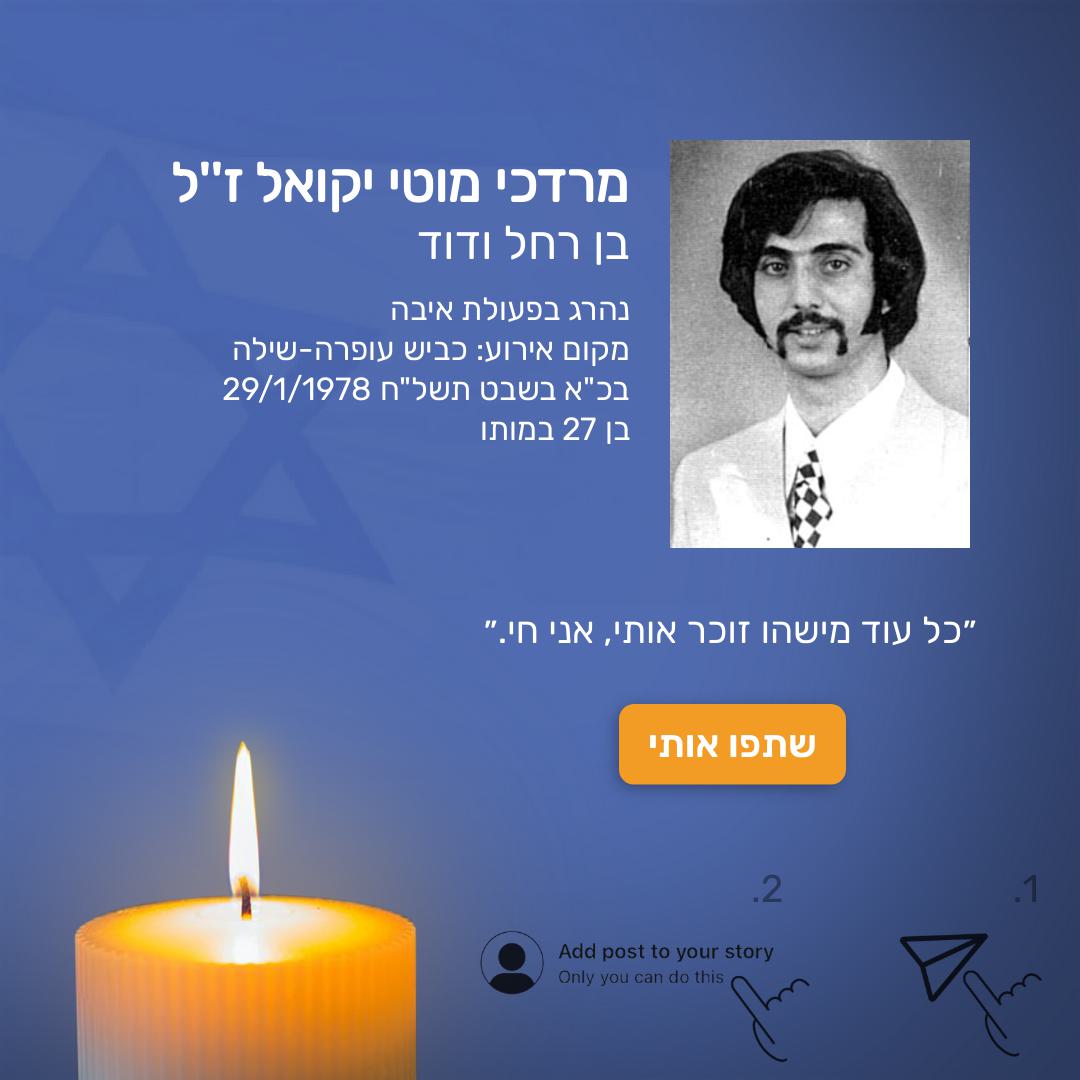 מרדכי מוטי יקואל ז"ל
בן רחל ודוד
נהרג בפעולת איבה
מקום אירוע: כביש עופרה-שילה
בכ"א בשבט תשל"ח 29/1/1978
בן 27 במותו
״כל עוד מישהו זוכר אותי, אני חי.״
שתפו אותי
1.
2.
Add post to your story
Only you can do this